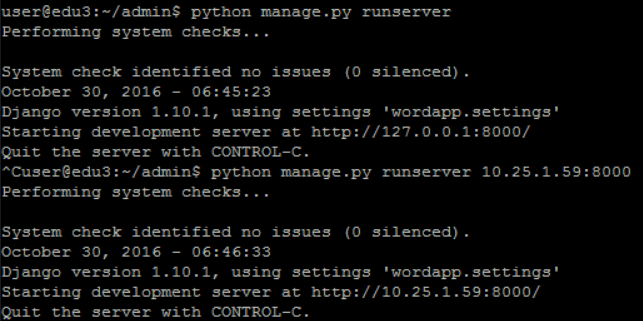 user@edu3:~/admin$ python manage.py runserver
Performing system checks...

System check identified no issues (0 silenced).
October 30, 2016 - 06:45:23
Django version 1.10.1, using settings 'wordapp.settings'
Starting development server at http://127.0.0.1:8000/
Quit the server with CONTROL-C.
^Cuser@edu3:~/admin$ python manage.py runserver 10.25.1.59:8000
Performing system checks...

System check identified no issues (0 silenced).
October 30, 2016 - 06:46:33
Django version 1.10.1, using settings 'wordapp.settings'
Starting development server at http://10.25.1.59:8000/
Quit the server with CONTROL-C.